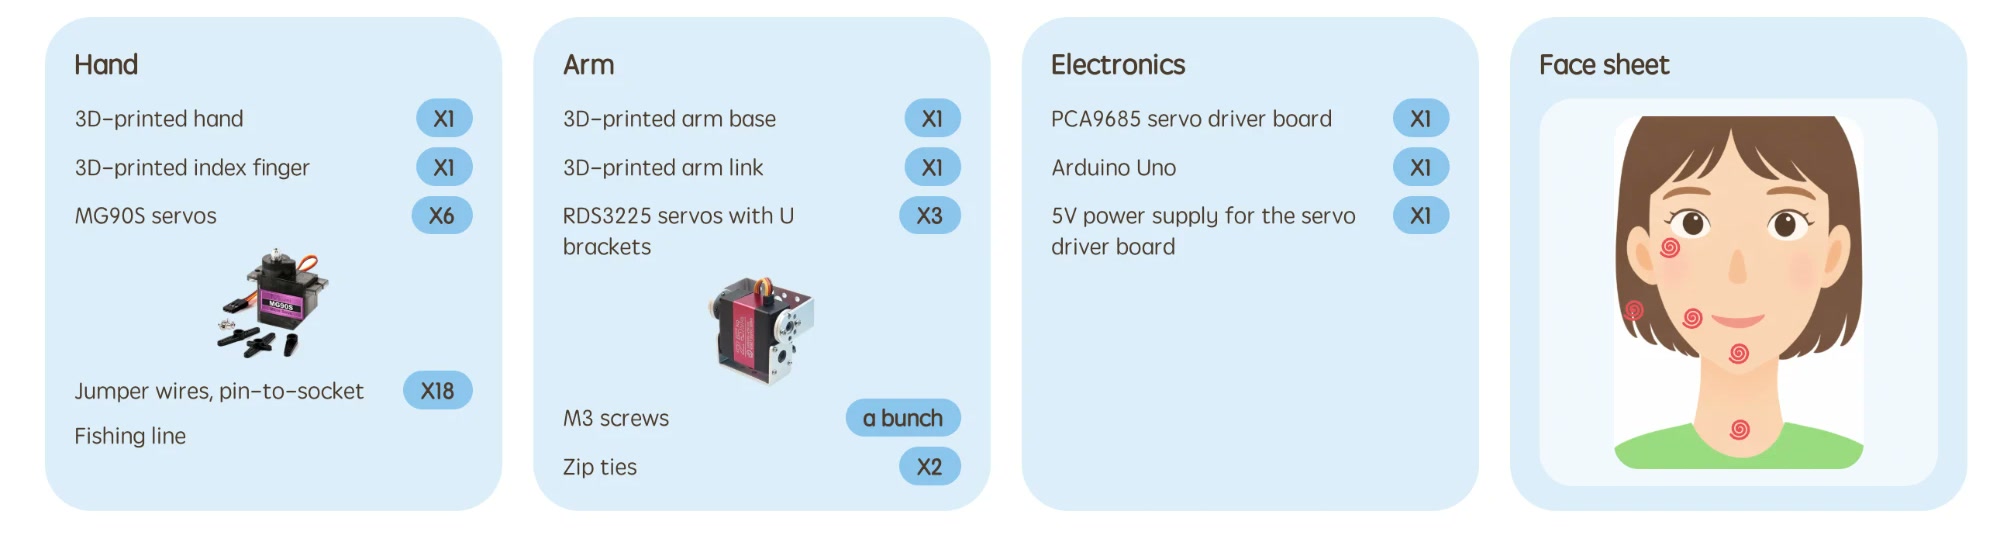 Hand
3D-printed hand X1
3D-printed index finger X1
MG90S servos X6
MG90S
Jumper wires, pin-to-socket X18
Fishing line
Arm
3D-printed arm base X1
3D-printed arm link X1
RDS3225 servos with U X3
brackets
M3 screws a bunch
Zip ties X2
Electronics
PCA9685 servo driver board X1
Arduino Uno X1
5V power supply for the servo X1
driver board
Face sheet